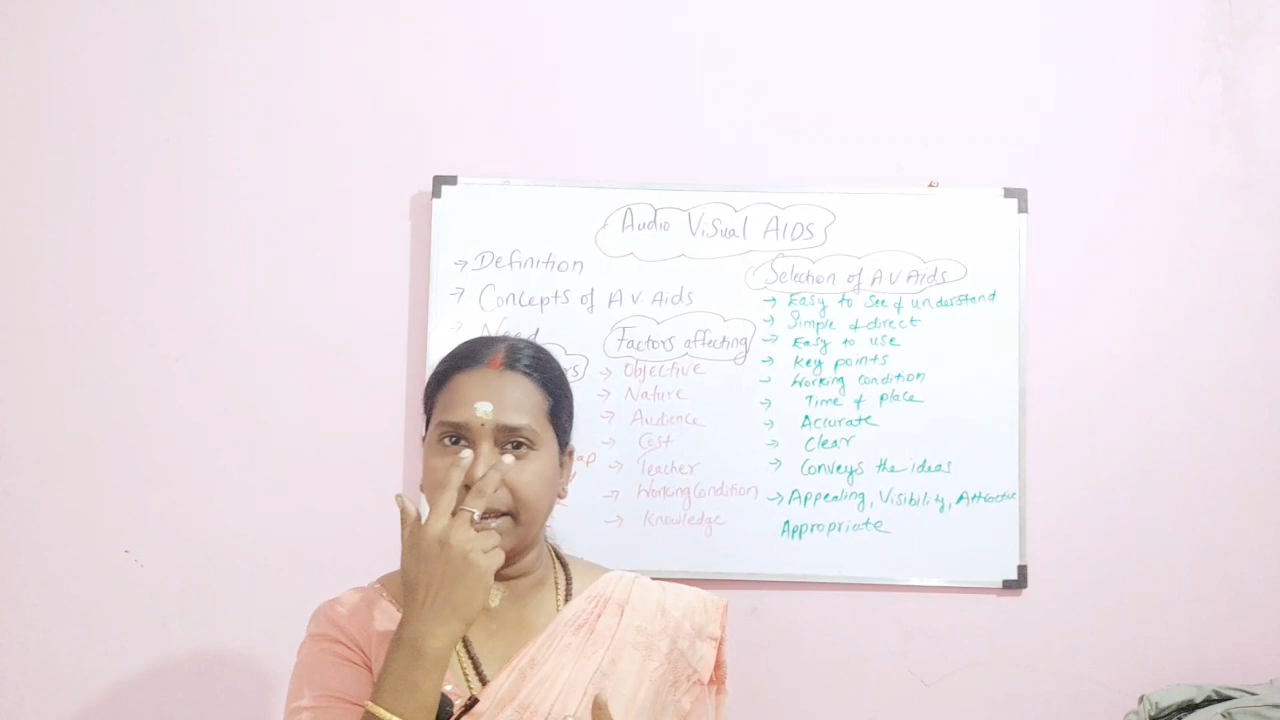 Audio Visual AIDS
→ Definition
→ Concepts of A V Aids
→ Need
Factors affecting
→ Objective
→ Nature
→ Audience
→ Cost
→ Teacher
→ Working Condition
→ Knowledge
Selection of A V Aids
→ Easy to see & understand
→ Simple & direct
→ Easy to use
→ Key points
→ Working condition
→ Time & place
→ Accurate
→ Clear
→ Conveys the ideas
→ Appealing, Visibility, Attractive
Appropriate